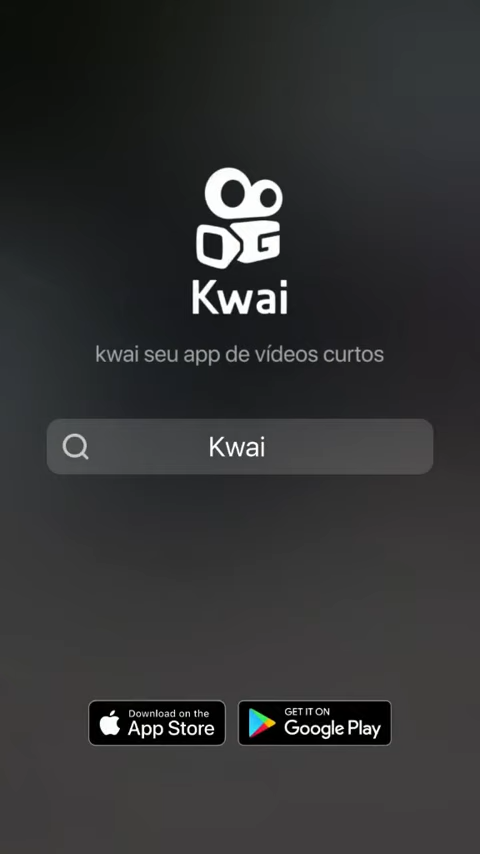 Kwai
kwai seu app de vídeos curtos
Kwai
Download on the
App Store
GET IT ON
Google Play